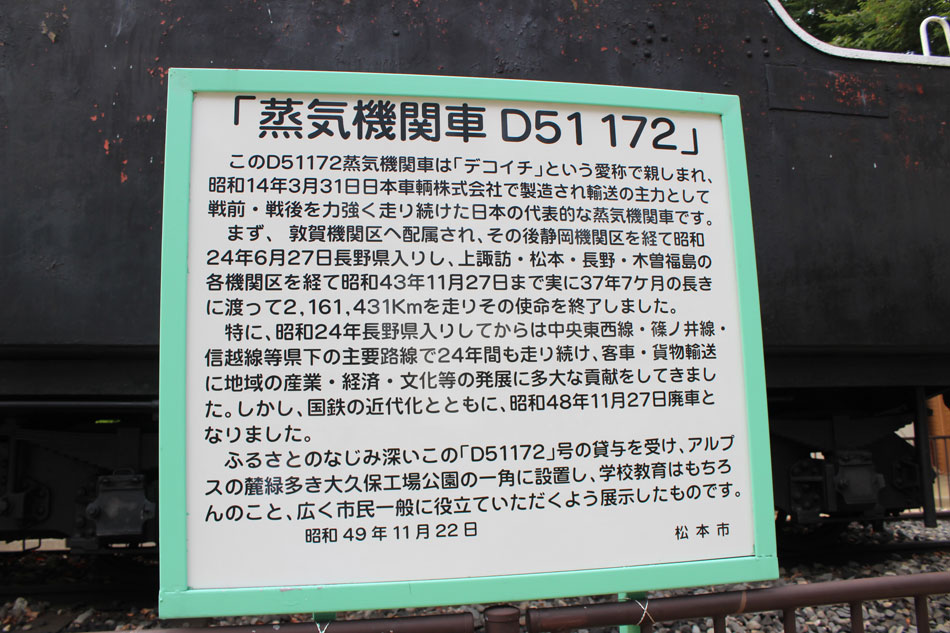 「蒸気機関車 D51 172」
このD51172蒸気機関車は「デコイチ」という愛称で親しまれ、
昭和14年3月31日日本車輌株式会社で製造され輸送の主力として
戦前・戦後を力強く走り続けた日本の代表的な蒸気機関車です。
まず、敦賀機関区へ配属され、その後静岡機関区を経て昭和
24年6月27日長野県入りし、上諏訪・松本・長野・木曽福島の
各機関区を経て昭和43年11月27日まで実に37年7ケ月の長き
に渡って2,161,431Kmを走りその使命を終了しました。
特に、昭和24年長野県入りしてからは中央東西線・篠ノ井線・
信越線等県下の主要路線で24年間も走り続け、客車・貨物輸送
に地域の産業・経済・文化等の発展に多大な貢献をしてきまし
た。しかし、国鉄の近代化とともに、昭和48年11月27日廃車と
なりました。
ふるさとのなじみ深いこの「D51172」号の貸与を受け、アルプ
スの麓緑多き大久保工場公園の一角に設置し、学校教育はもちろ
んのこと、広く市民一般に役立ていただくよう展示したものです。
昭和49年11月22日 松本市